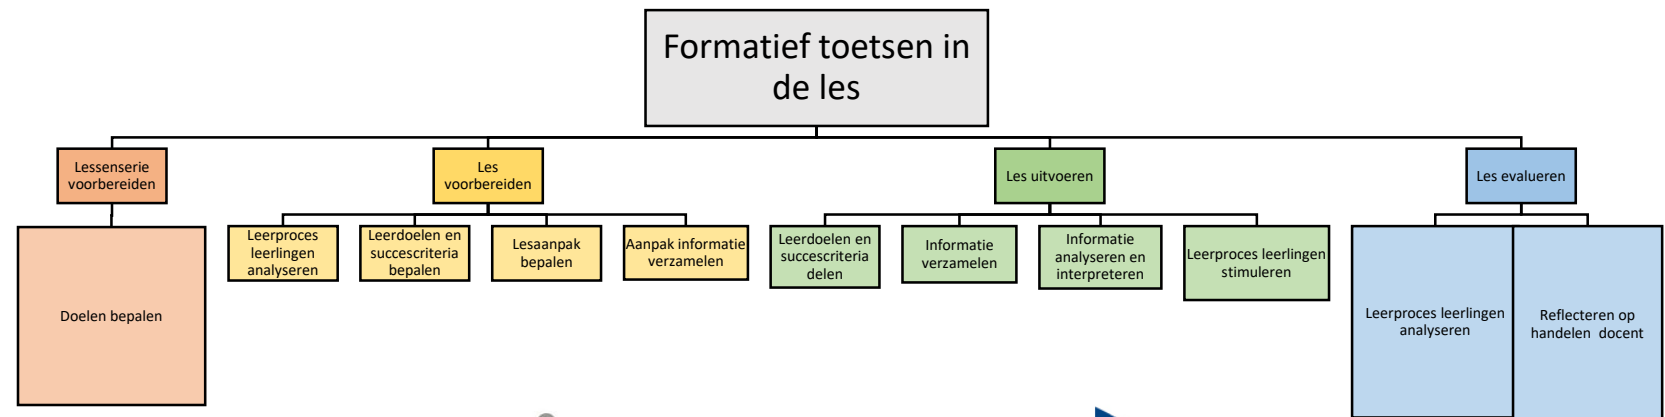 Formatief toetsen in
de les
Lessenserie
voorbereiden
Les
voorbereiden
Les uitvoeren
Les evalueren
Doelen bepalen
Leerproces
leerlingen
analyseren
Leerdoelen en
succescriteria
bepalen
Lesaanpak
bepalen
Aanpak informatie
verzamelen
Leerdoelen en
succescriteria
delen
Informatie
verzamelen
Informatie
analyseren en
interpreteren
Leerproces leerlingen
stimuleren
Leerproces leerlingen
analyseren
Reflecteren op
handelen docent